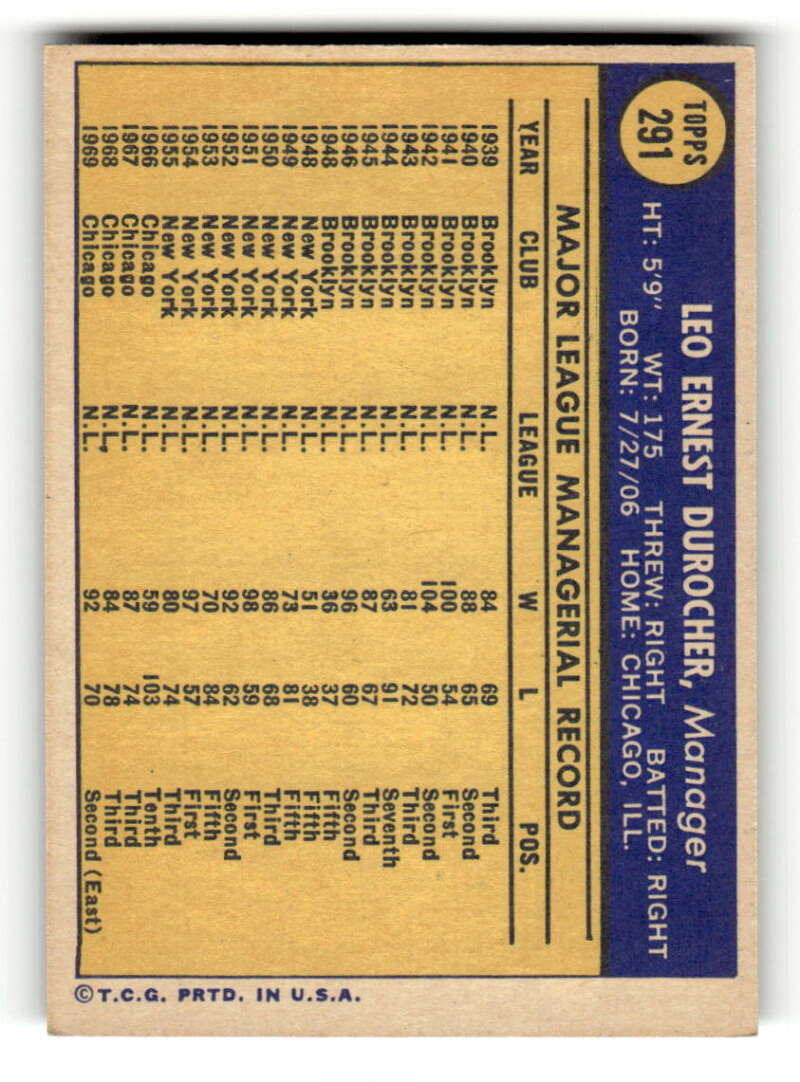 TOPPS
291
LEO ERNEST DUROCHER, Manager
HT: 5'9" WT: 175 THREW: RIGHT BATTED: RIGHT
BORN: 7/27/06 HOME: CHICAGO, ILL.
MAJOR LEAGUE MANAGERIAL RECORD
YEAR CLUB LEAGUE W L POS.
1939 Brooklyn N.L. 84 69 Third
1940 Brooklyn N.L. 88 65 Second
1941 Brooklyn N.L. 100 54 First
1942 Brooklyn N.L. 104 50 Second
1943 Brooklyn N.L. 81 72 Third
1944 Brooklyn N.L. 63 91 Seventh
1945 Brooklyn N.L. 87 67 Third
1946 Brooklyn N.L. 96 60 Second
1948 Brooklyn N.L. 36 37 Fifth
1948 New York N.L. 51 38 Fifth
1949 New York N.L. 73 81 Fifth
1950 New York N.L. 86 68 Third
1951 New York N.L. 98 59 First
1952 New York N.L. 92 62 Second
1953 New York N.L. 70 84 Fifth
1954 New York N.L. 97 57 First
1955 New York N.L. 80 74 Third
1966 Chicago N.L. 59 103 Tenth
1967 Chicago N.L. 87 74 Third
1968 Chicago N.L. 84 78 Third
1969 Chicago N.L. 92 70 Second (East)
© T.C.G. PRTD. IN U.S.A.